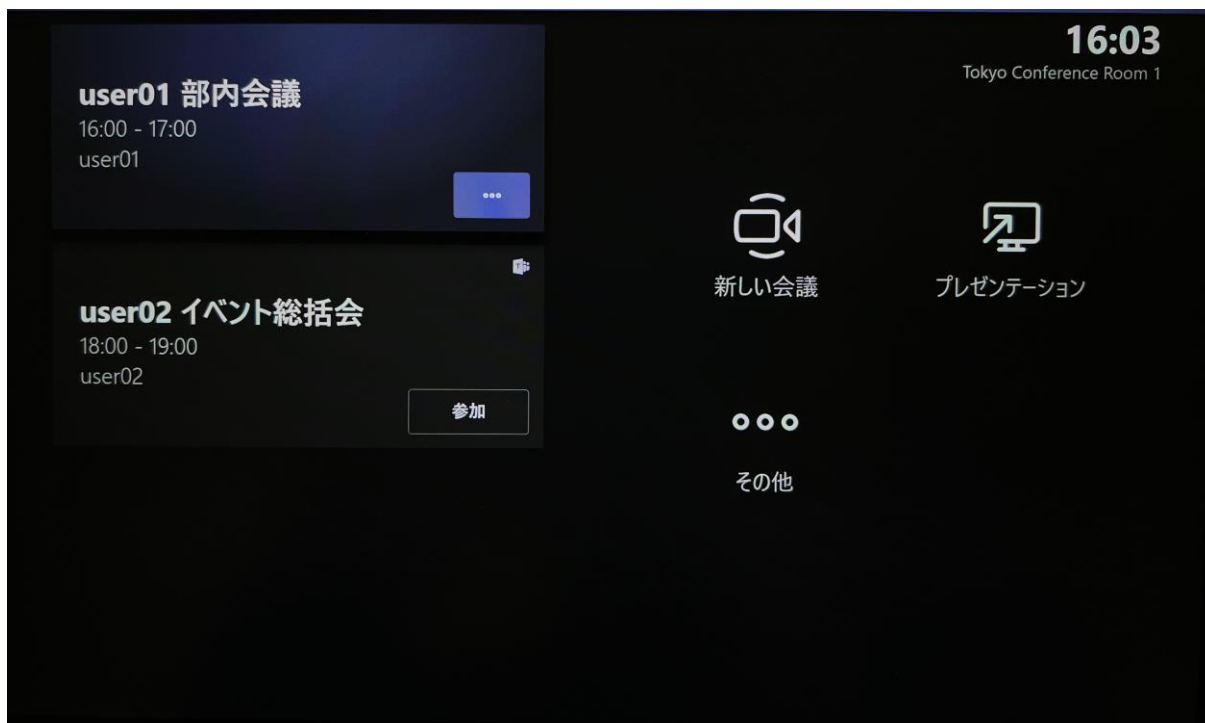 16:03
Tokyo Conference Room 1
user01 部内会議
16:00 - 17:00
user01
user02 イベント総括会
18:00 - 19:00
user02
参加
新しい会議
プレゼンテーション
その他